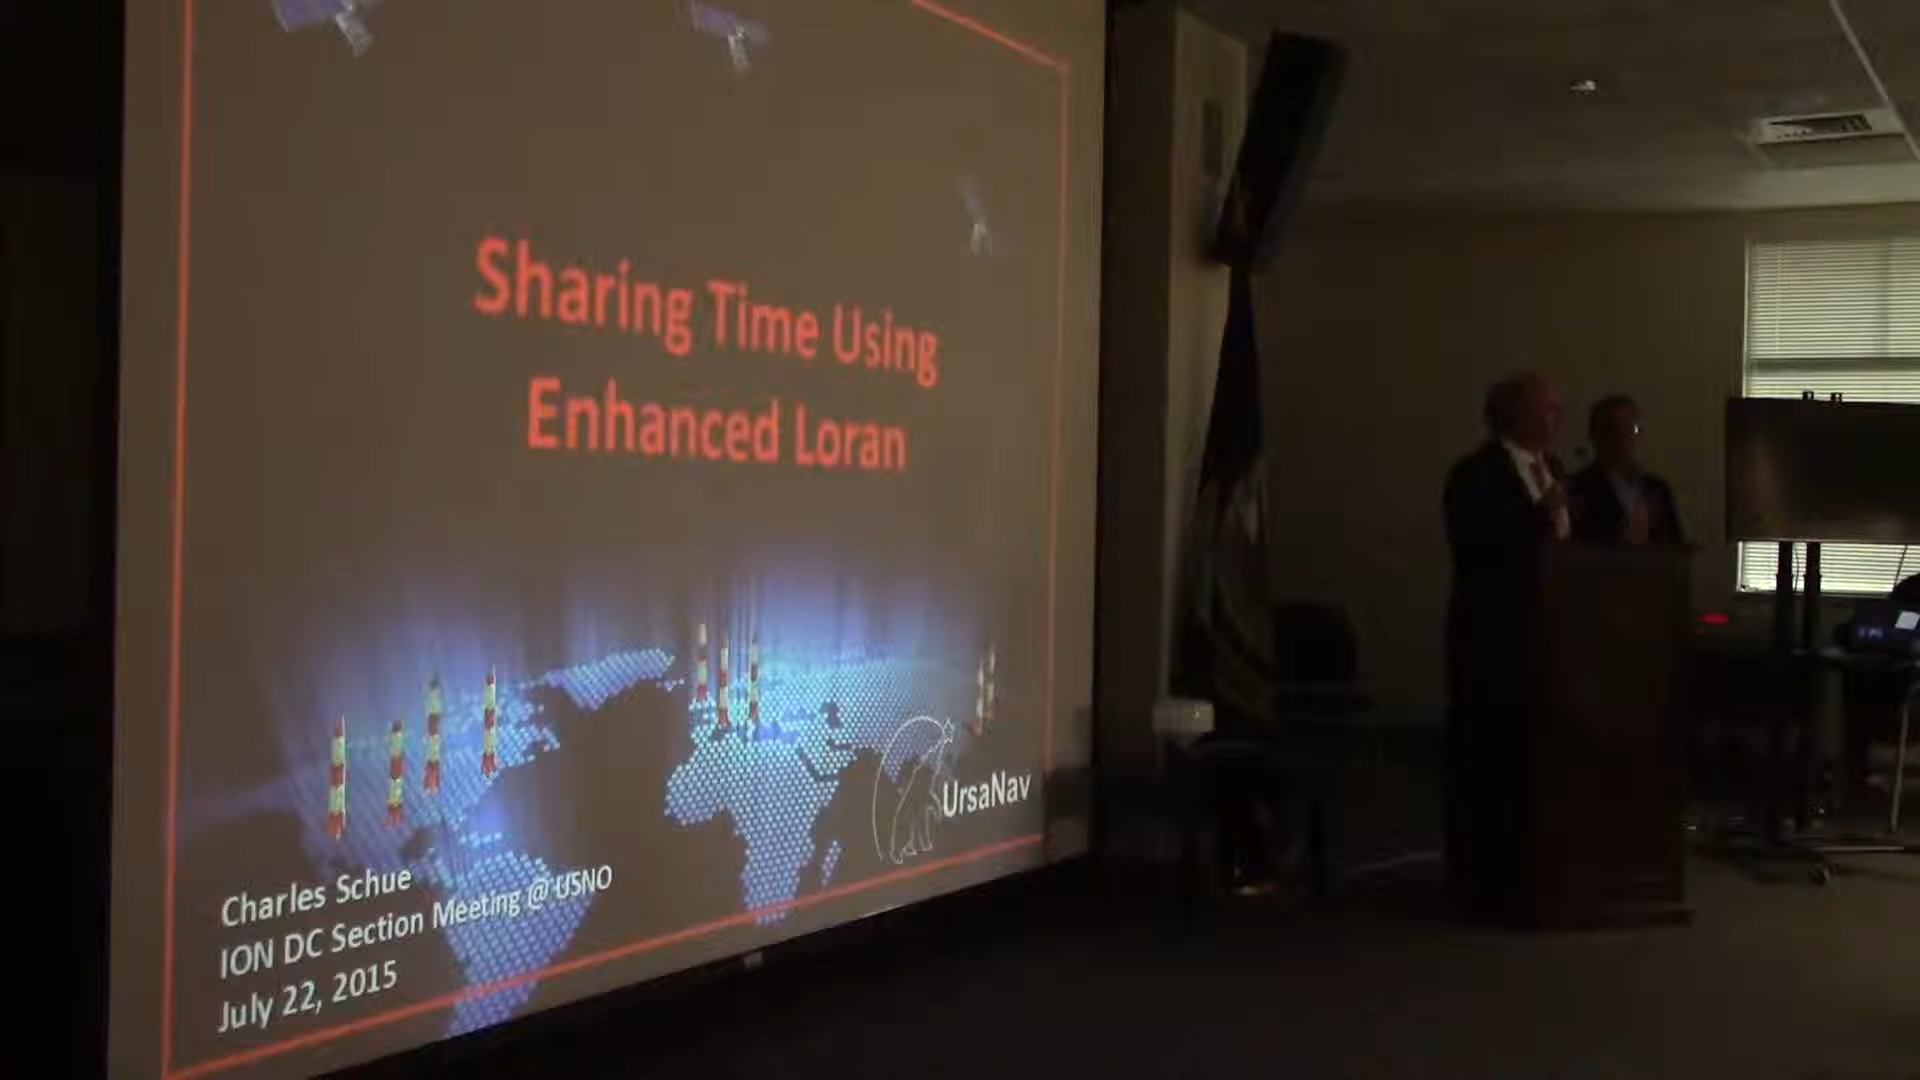 Sharing Time Using
Enhanced Loran
UrsaNav
Charles Schue
ION DC Section Meeting @ USNO
July 22, 2015